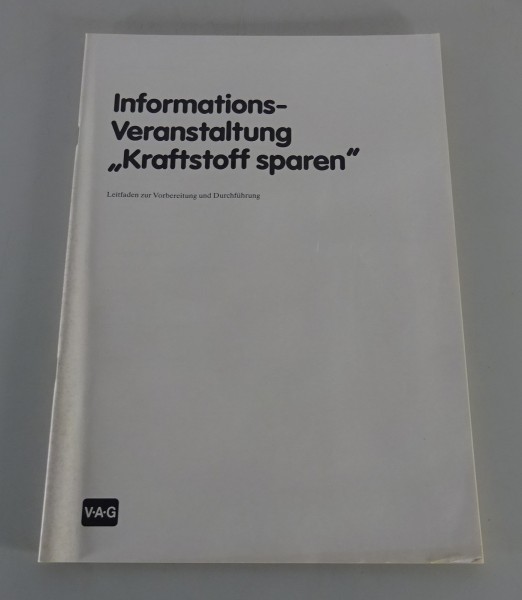 Informations-
Veranstaltung
„Kraftstoff sparen"
Leitfaden zur Vorbereitung und Durchführung
V·A·G